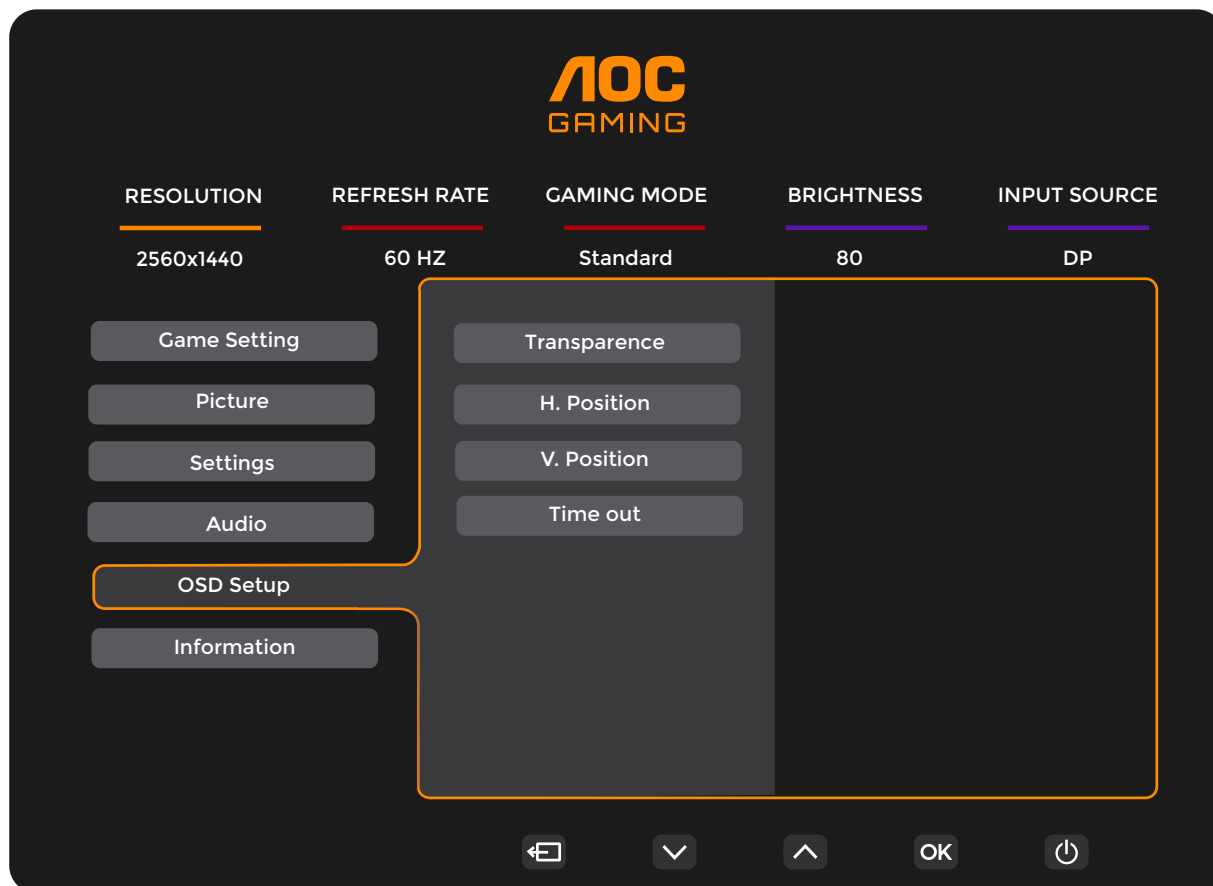 AOC
GAMING
RESOLUTION REFRESH RATE GAMING MODE BRIGHTNESS INPUT SOURCE
2560x1440 60 HZ Standard 80 DP
Game Setting Transparence
Picture H. Position
Settings V. Position
Audio Time out
OSD Setup
Information
OK